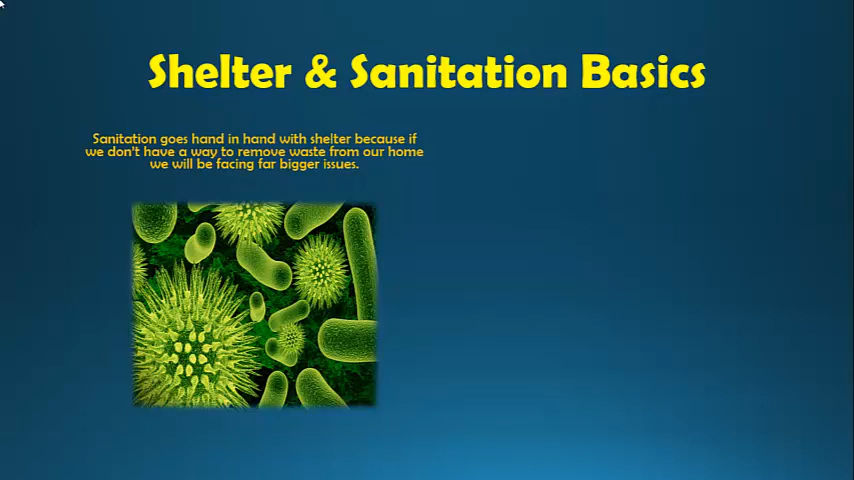 Shelter & Sanitation Basics
Sanitation goes hand in hand with shelter because if
we don't have a way to remove waste from our home
we will be facing far bigger issues.